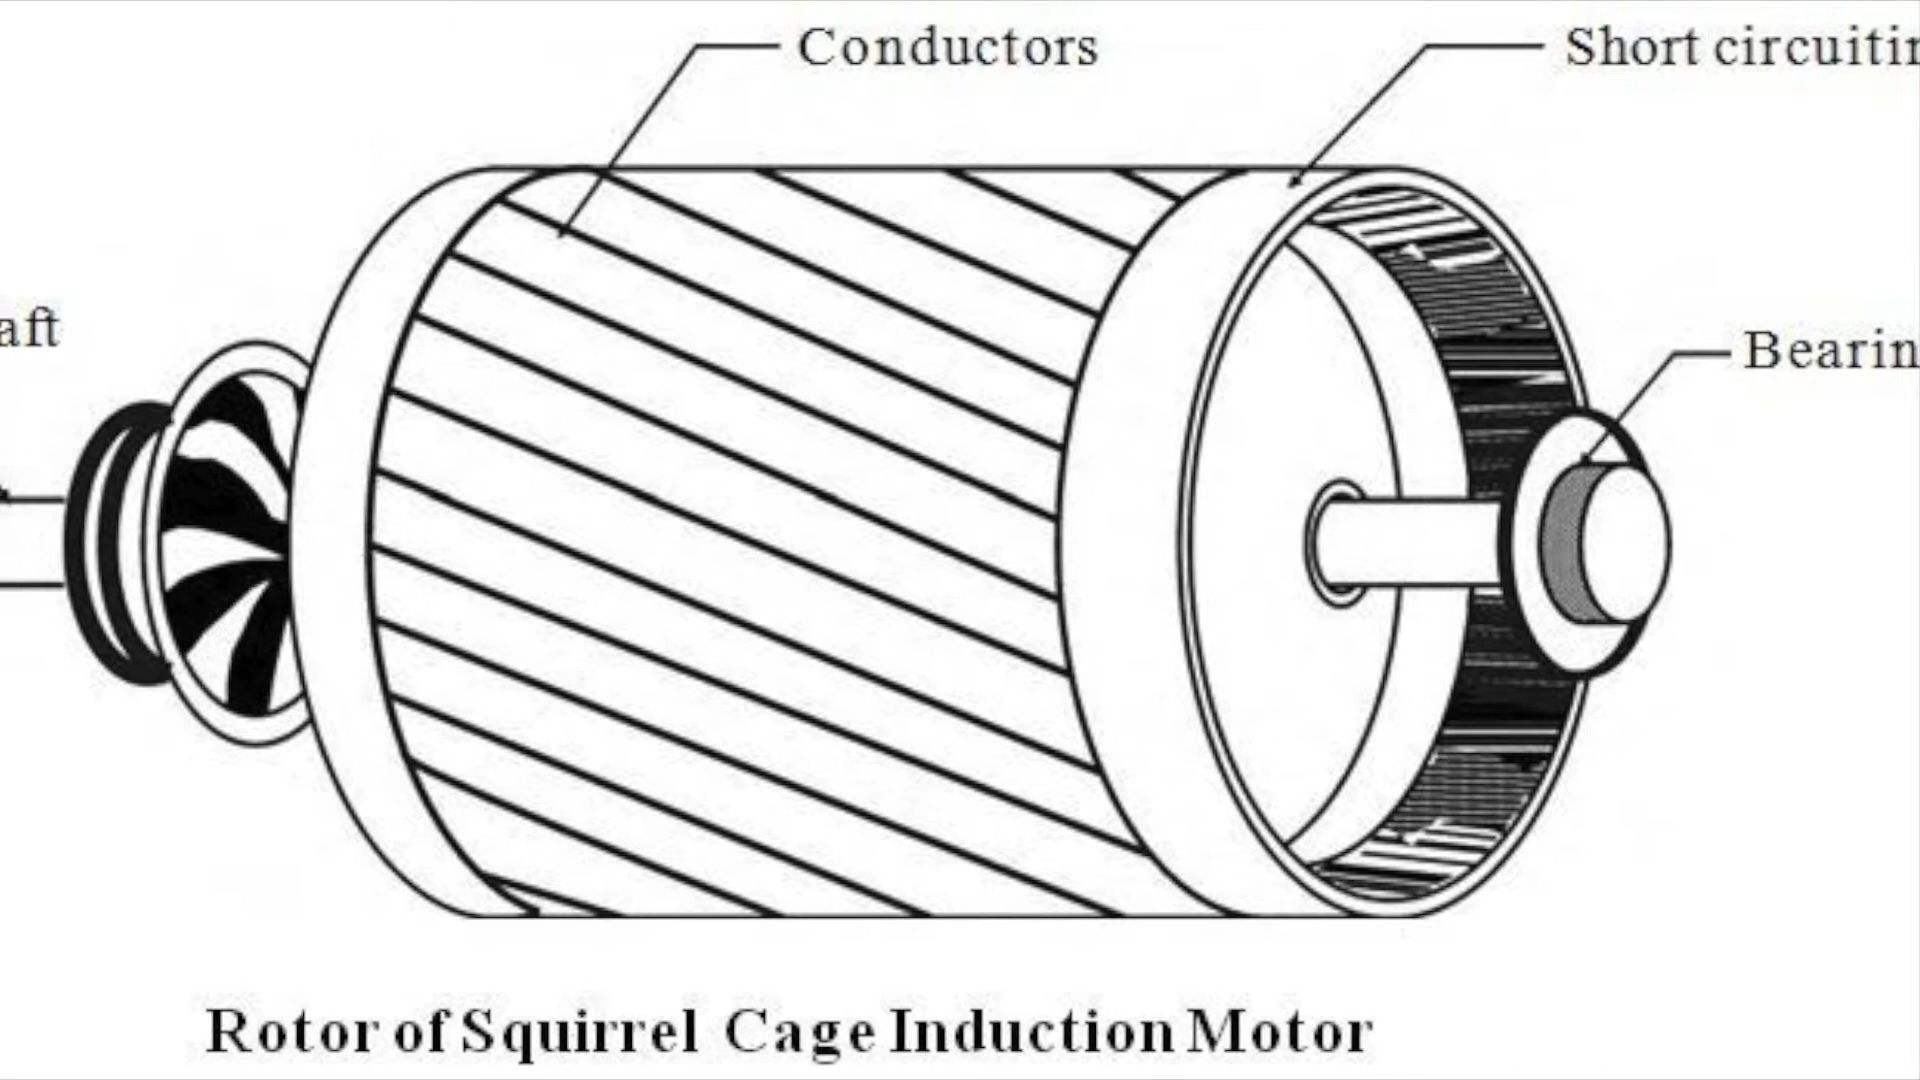 Conductors
Short circuitin
aft
Bearin
Rotor of Squirrel Cage Induction Motor